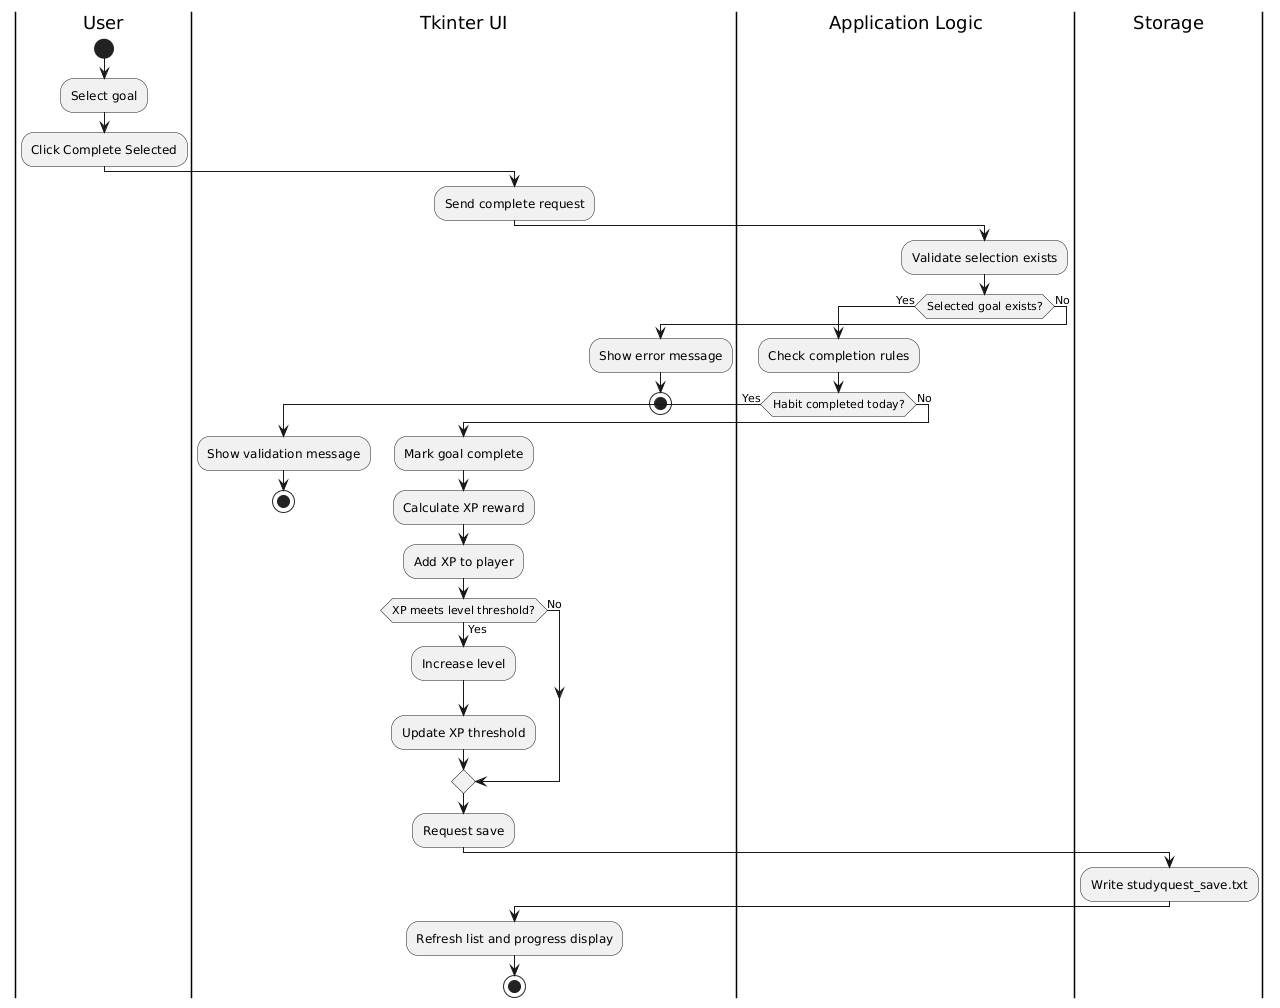 User
Tkinter UI
Application Logic
Storage
Select goal
Click Complete Selected
Send complete request
Validate selection exists
Yes
Selected goal exists?
No
Show error message
Check completion rules
Yes
Habit completed today?
No
Show validation message
Mark goal complete
Calculate XP reward
Add XP to player
XP meets level threshold?
No
Yes
Increase level
Update XP threshold
Request save
Write studyquest_save.txt
Refresh list and progress display